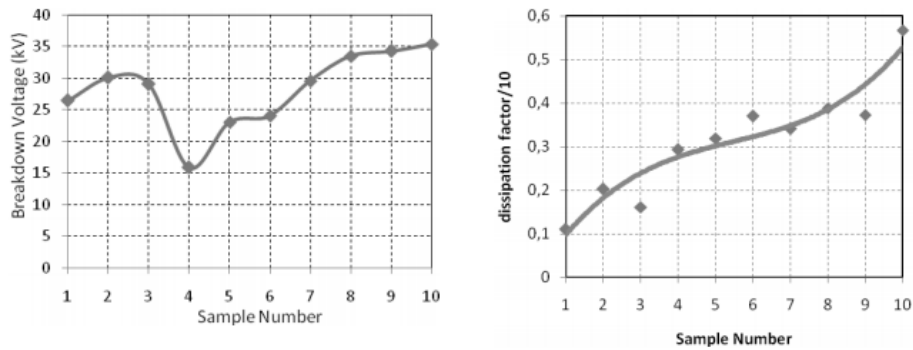 Breakdown Voltage (kV)
40
35
30
25
20
15
10
5
0
1 2 3 4 5 6 7 8 9 10
Sample Number
dissipation factor/10
0,6
0,5
0,4
0,3
0,2
0,1
0
1 2 3 4 5 6 7 8 9 10
Sample Number